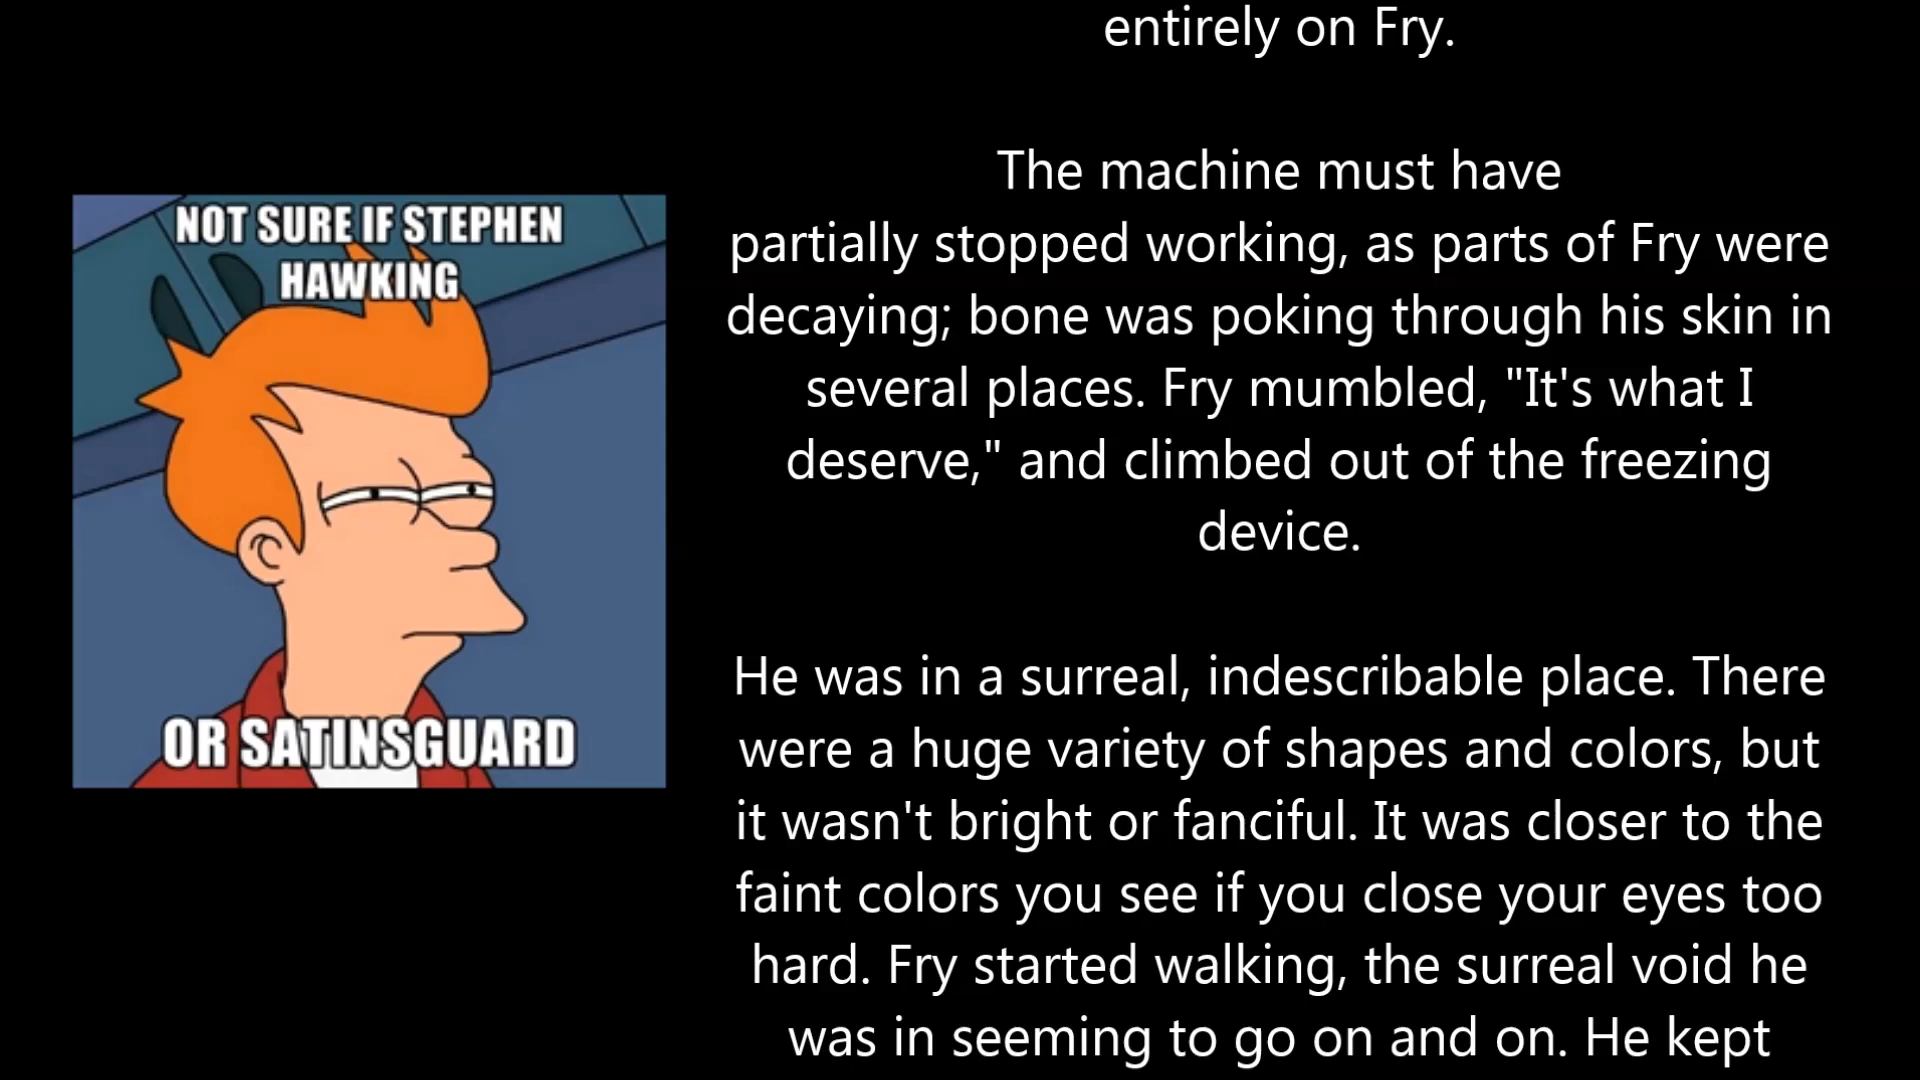 NOT SURE IF STEPHEN
HAWKING
OR SATINSGUARD
entirely on Fry.
The machine must have
partially stopped working, as parts of Fry were
decaying; bone was poking through his skin in
several places. Fry mumbled, "It's what I
deserve," and climbed out of the freezing
device.
He was in a surreal, indescribable place. There
were a huge variety of shapes and colors, but
it wasn't bright or fanciful. It was closer to the
faint colors you see if you close your eyes too
hard. Fry started walking, the surreal void he
was in seeming to go on and on. He kept